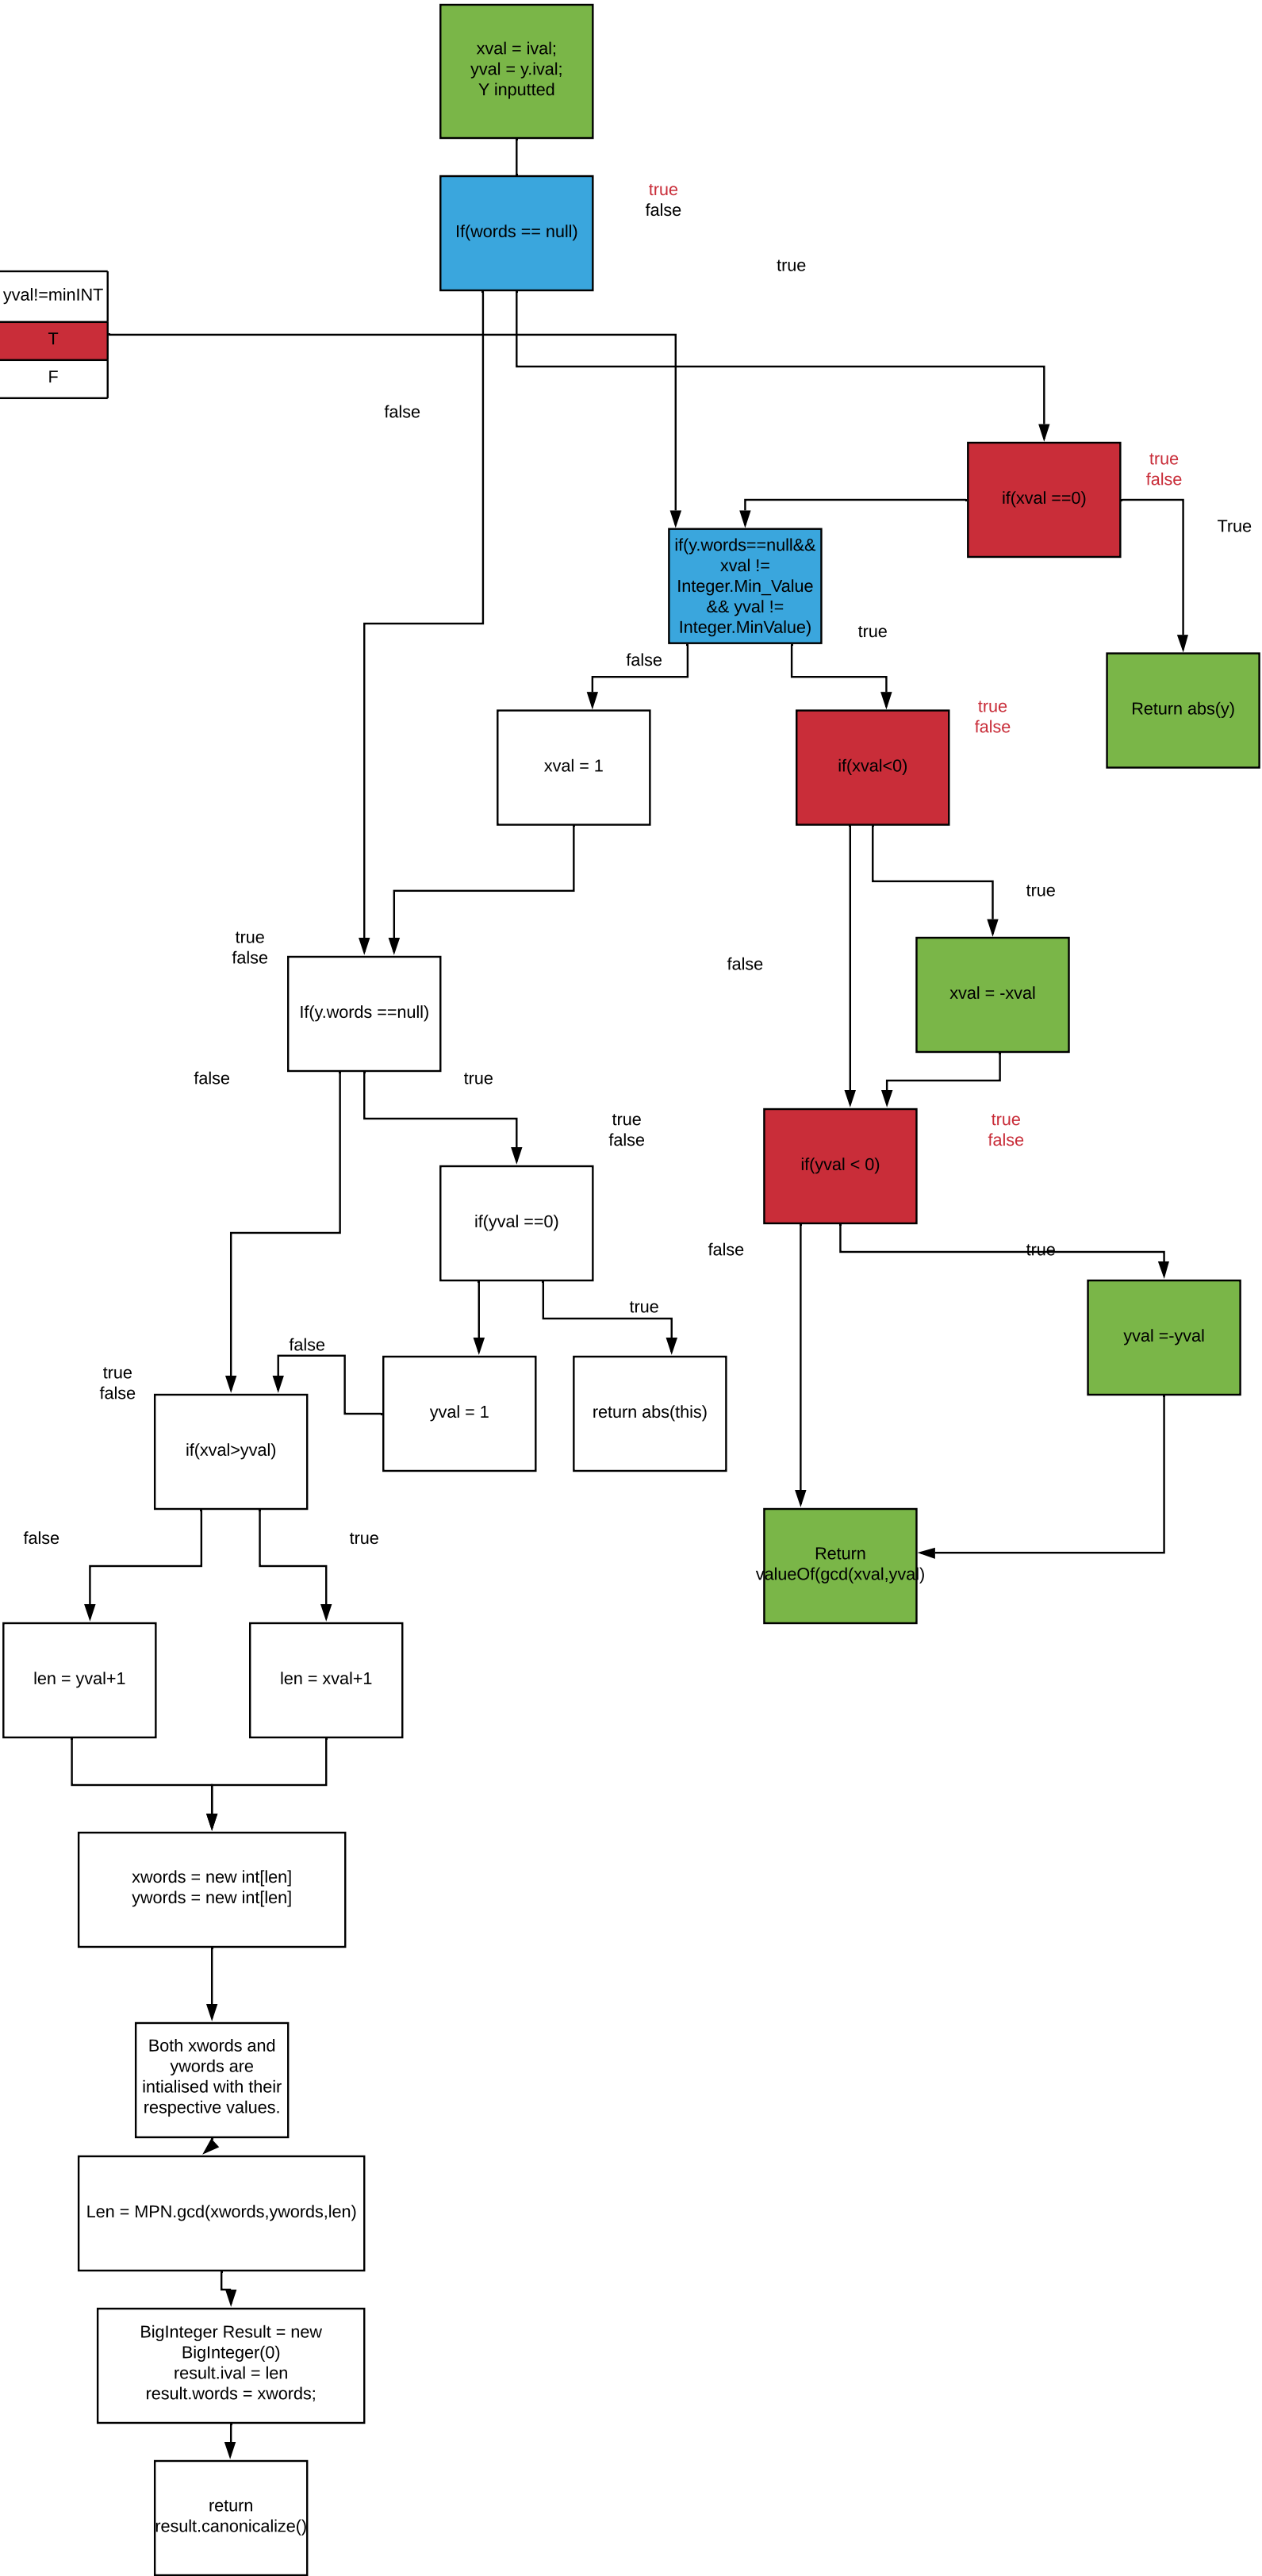 xval = ival;
yval = y.ival;
Y inputted
If(words == null)
true
false
true
yval!=minINT
T
F
false
if(xval ==0)
true
false
True
if(y.words==null&&
xval !=
Integer.Min_Value
&& yval !=
Integer.MinValue)
true
false
Return abs(y)
xval = 1
if(xval<0)
true
false
true
true
false
false
xval = -xval
If(y.words ==null)
false
true
true
false
true
false
if(yval < 0)
if(yval ==0)
false
true
true
false
yval =-yval
true
false
yval = 1
return abs(this)
if(xval>yval)
false
true
Return
valueOf(gcd(xval,yval)
len = yval+1
len = xval+1
xwords = new int[len]
ywords = new int[len]
Both xwords and
ywords are
intialised with their
respective values.
Len = MPN.gcd(xwords,ywords,len)
BigInteger Result = new
BigInteger(0)
result.ival = len
result.words = xwords;
return
result.canonicalize()